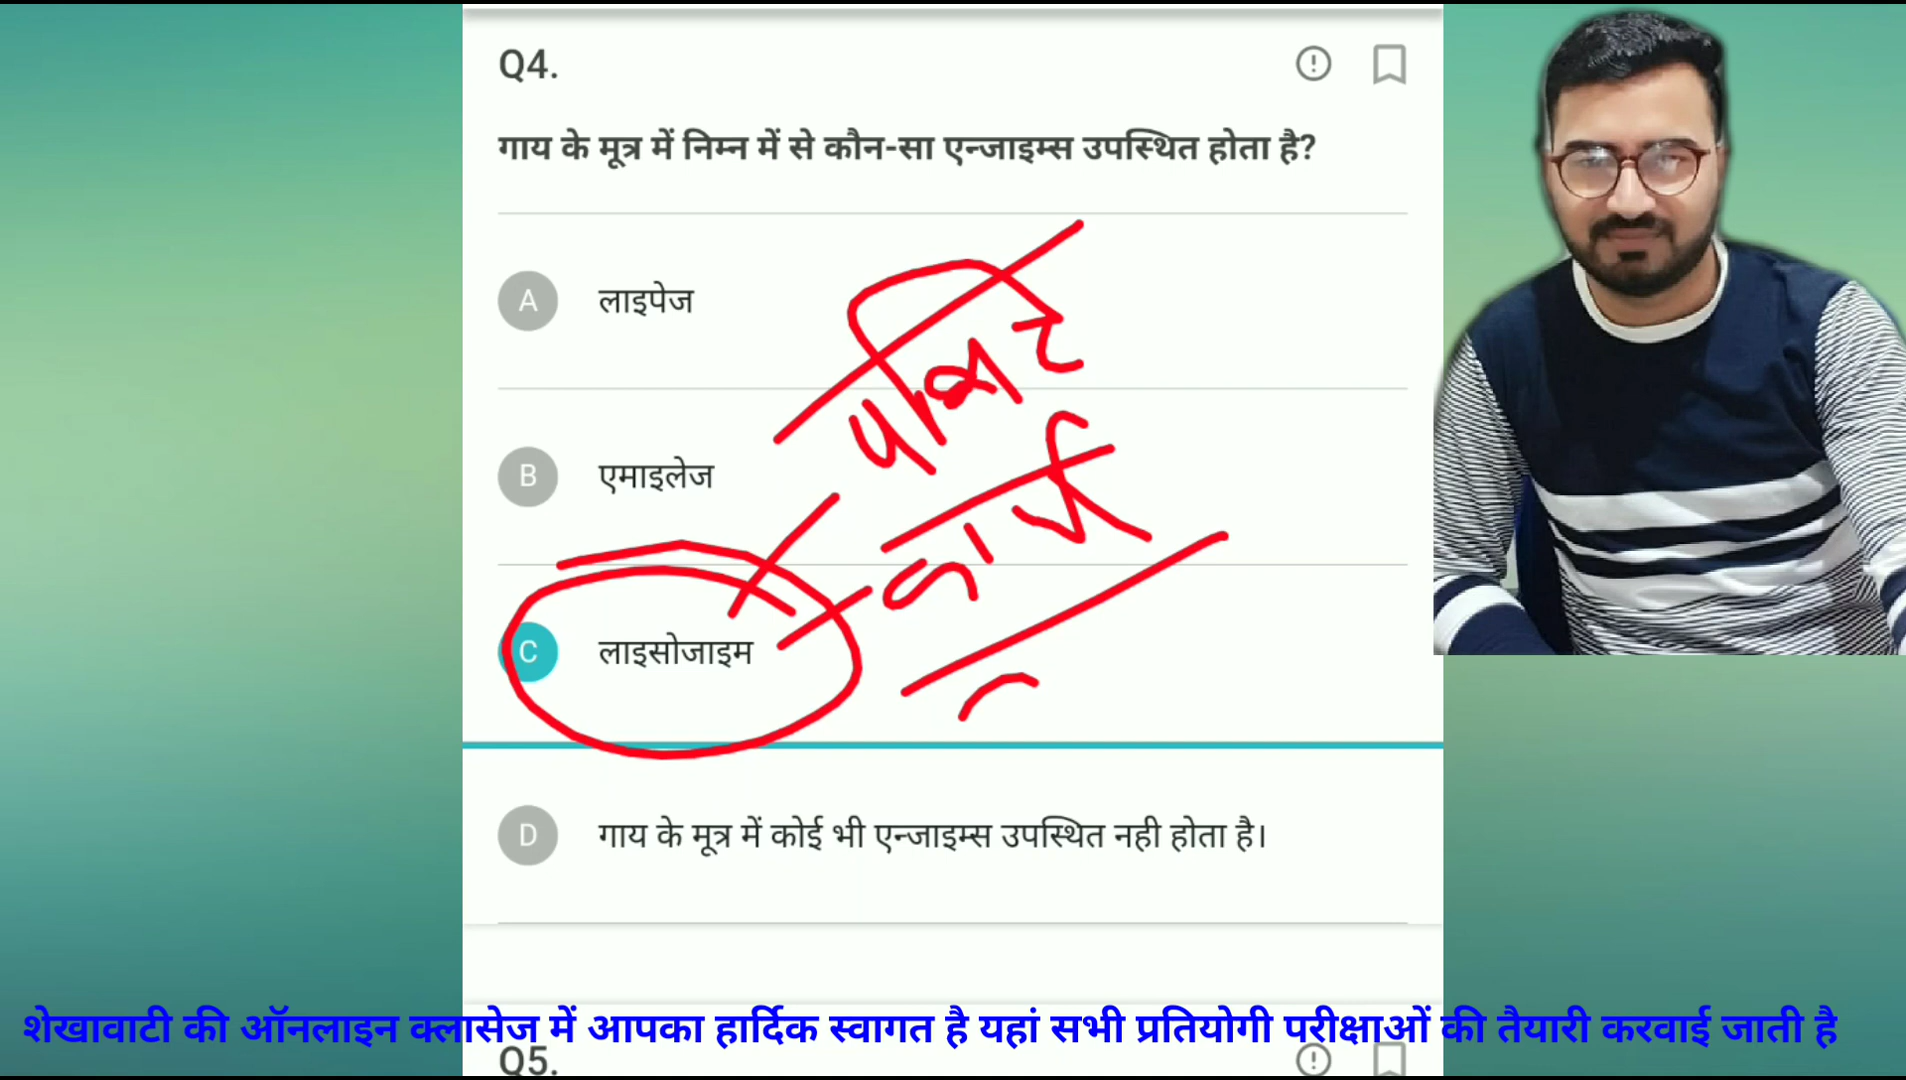 Q4.
गाय के मूत्र में निम्न में से कौन-सा एन्जाइम्स उपस्थित होता है?
A लाइपेज
B एमाइलेज
C लाइसोजाइम
D गाय के मूत्र में कोई भी एन्जाइम्स उपस्थित नही होता है।
शेखावाटी की ऑनलाइन क्लासेज में आपका हार्दिक स्वागत है यहां सभी प्रतियोगी परीक्षाओं की तैयारी करवाई जाती है
Q5.